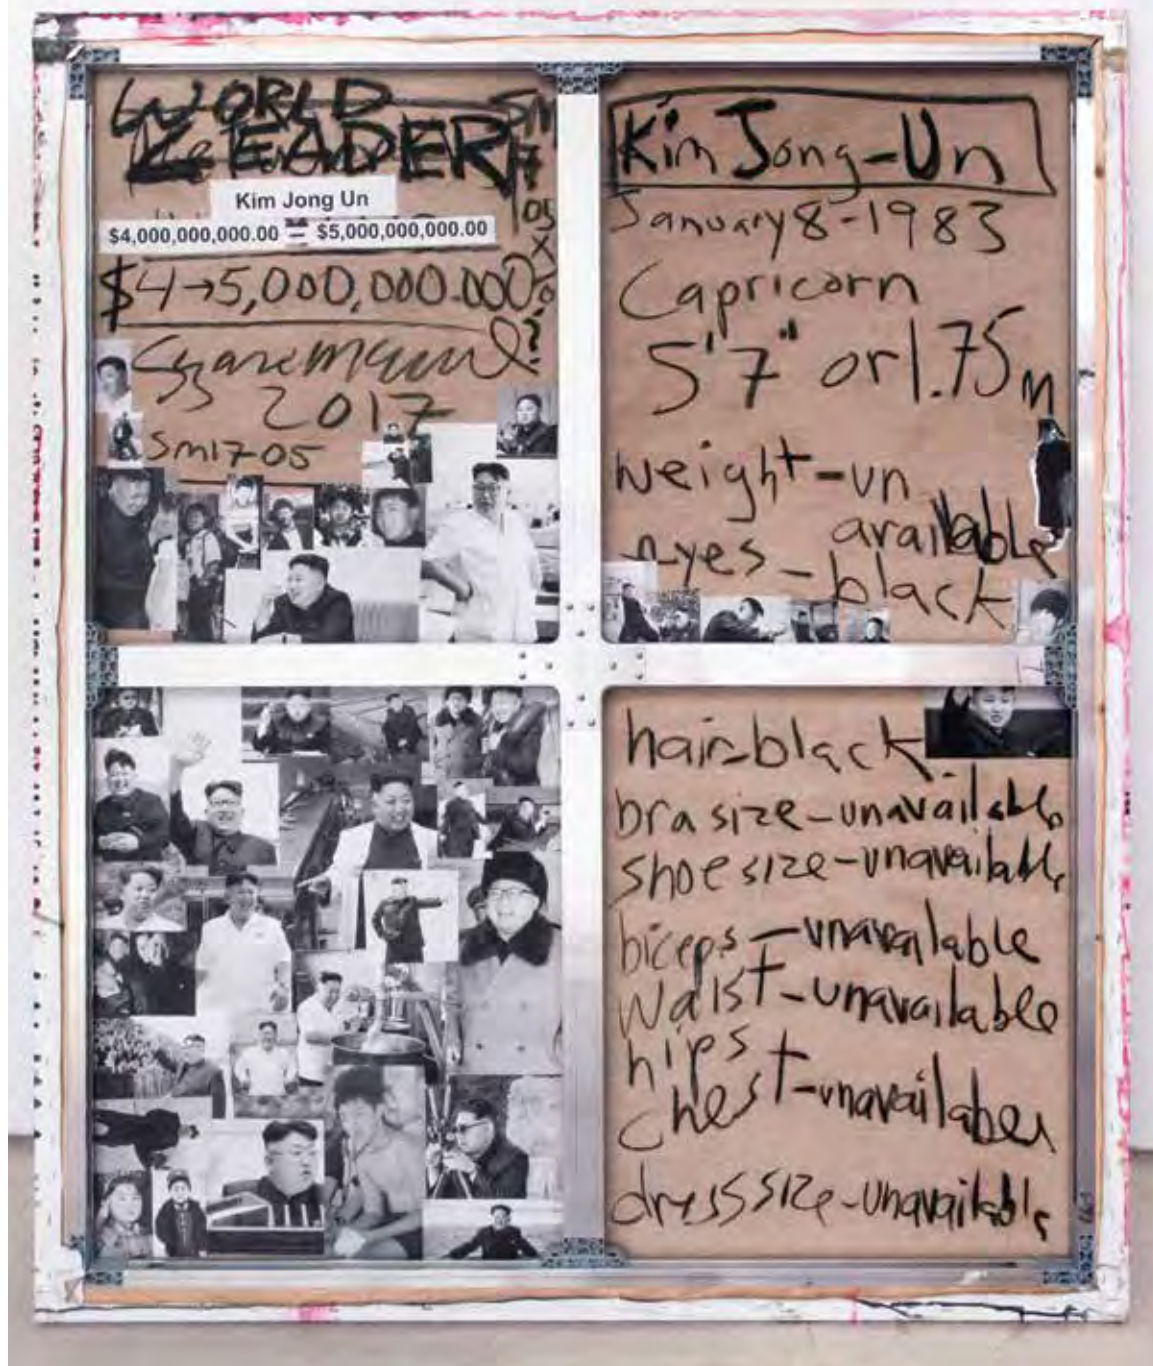 WORLD
LEADER
Kim Jong Un
$4,000,000,000.00 – $5,000,000,000.00
$4→5,000,000.000
?
2017
Sm17-05
Kim Jong-Un
January 8-1983
Capricorn
5'7" or 1.75m
weight-un
available
black
hair-black
bra size-unavailable
shoe size-unavailable
biceps-unavailable
waist-unavailable
hips
chest-unavailable
dress size-unavailable